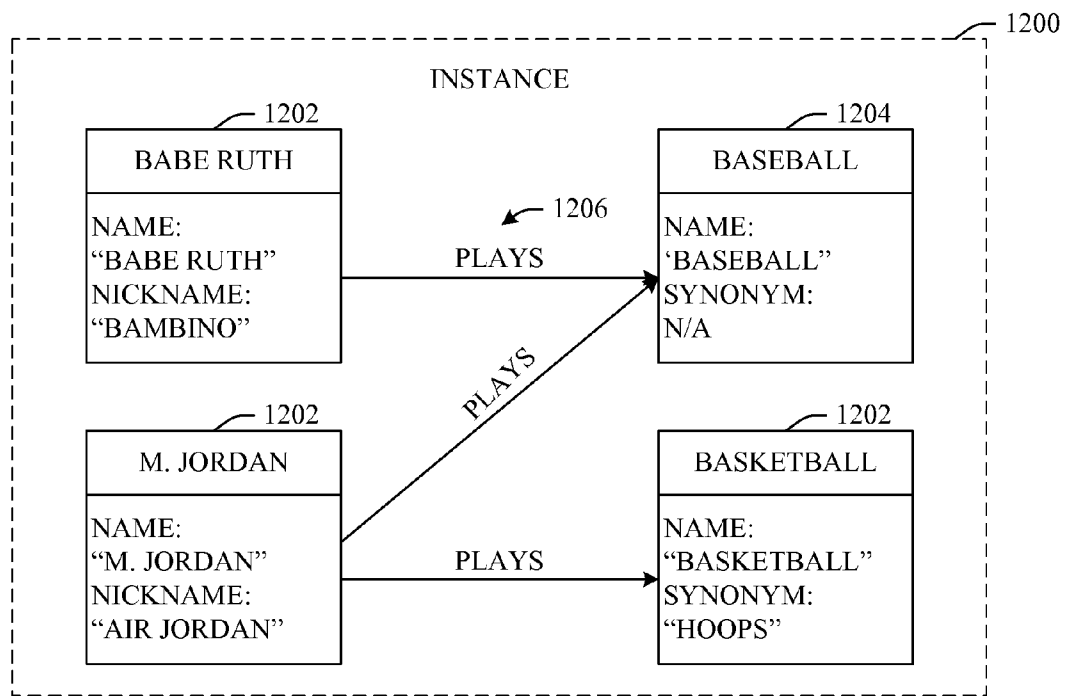 1200
INSTANCE
1202
BABE RUTH
NAME:
“BABE RUTH”
NICKNAME:
“BAMBINO”
1204
BASEBALL
NAME:
‘BASEBALL”
SYNONYM:
N/A
1206
PLAYS
PLAYS
1202
M. JORDAN
NAME:
“M. JORDAN”
NICKNAME:
“AIR JORDAN”
PLAYS
1202
BASKETBALL
NAME:
“BASKETBALL”
SYNONYM:
“HOOPS”